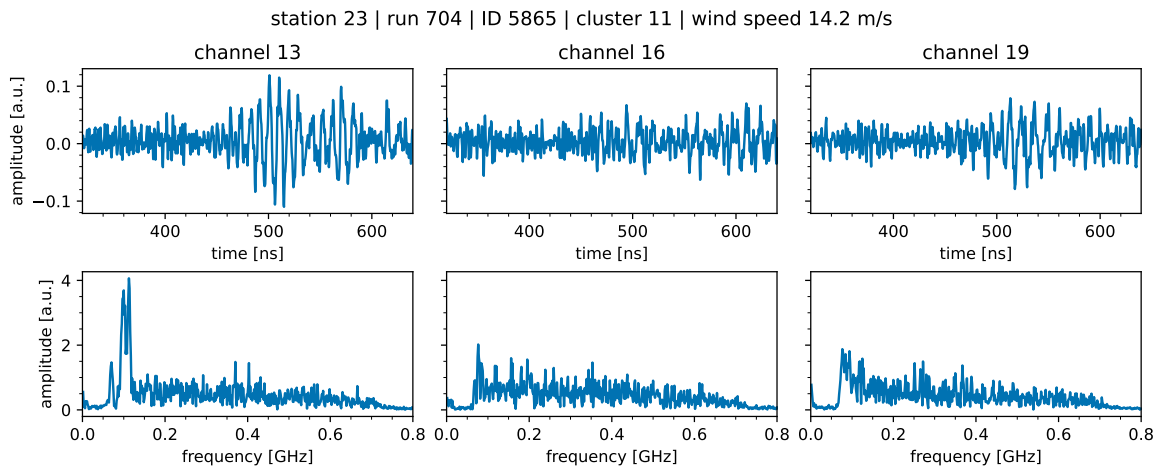 station 23 | run 704 | ID 5865 | cluster 11 | wind speed 14.2 m/s
channel 13
channel 16
channel 19
amplitude [a.u.]
0.1
0.0
−0.1
400
500
600
400
500
600
400
500
600
time [ns]
time [ns]
time [ns]
amplitude [a.u.]
4
2
0
0.0
0.2
0.4
0.6
0.8
0.0
0.2
0.4
0.6
0.8
0.0
0.2
0.4
0.6
0.8
frequency [GHz]
frequency [GHz]
frequency [GHz]